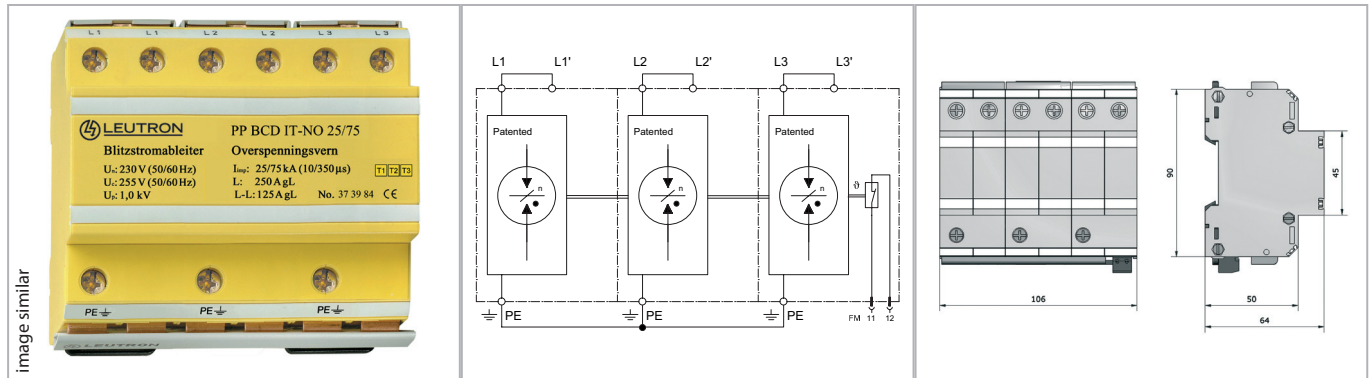 image similar
L1 L1 L2 L2 L3 L3
LEUTRON
PP BCD IT-NO 25/75
Blitzstromableiter
Overspenningsvern
Uₙ: 230 V (50/60 Hz)
Iᵢₘₚ: 25/75 kA (10/350 µs)
T1 T2 T3
U꜀: 255 V (50/60 Hz)
L: 250 A gL
Uₚ: 1,0 kV
L-L: 125 A gL
No. 37 39 84 CE
PE PE PE
LEUTRON
L1 L1' L2 L2' L3 L3'
Patented Patented Patented
n n n
ϑ
PE PE PE
FM 11 12
90
45
106
50
64